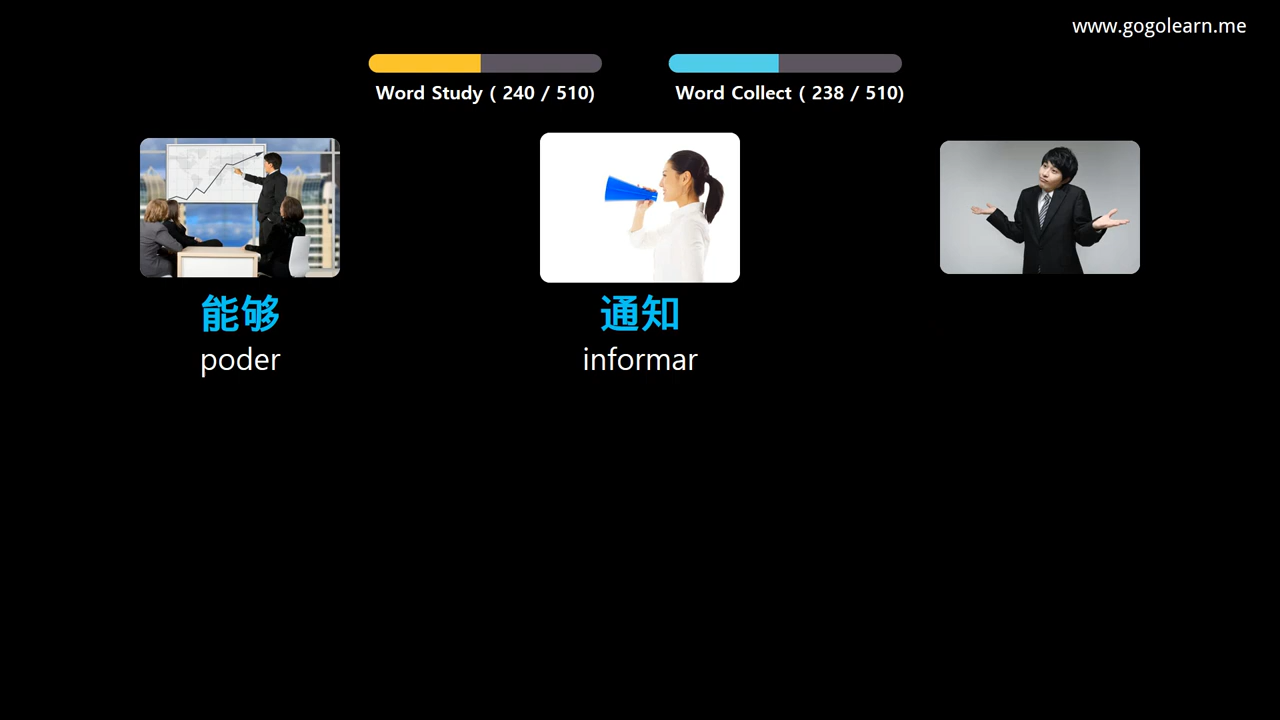 www.gogolearn.me
Word Study ( 240 / 510)
Word Collect ( 238 / 510)
能够
poder
通知
informar